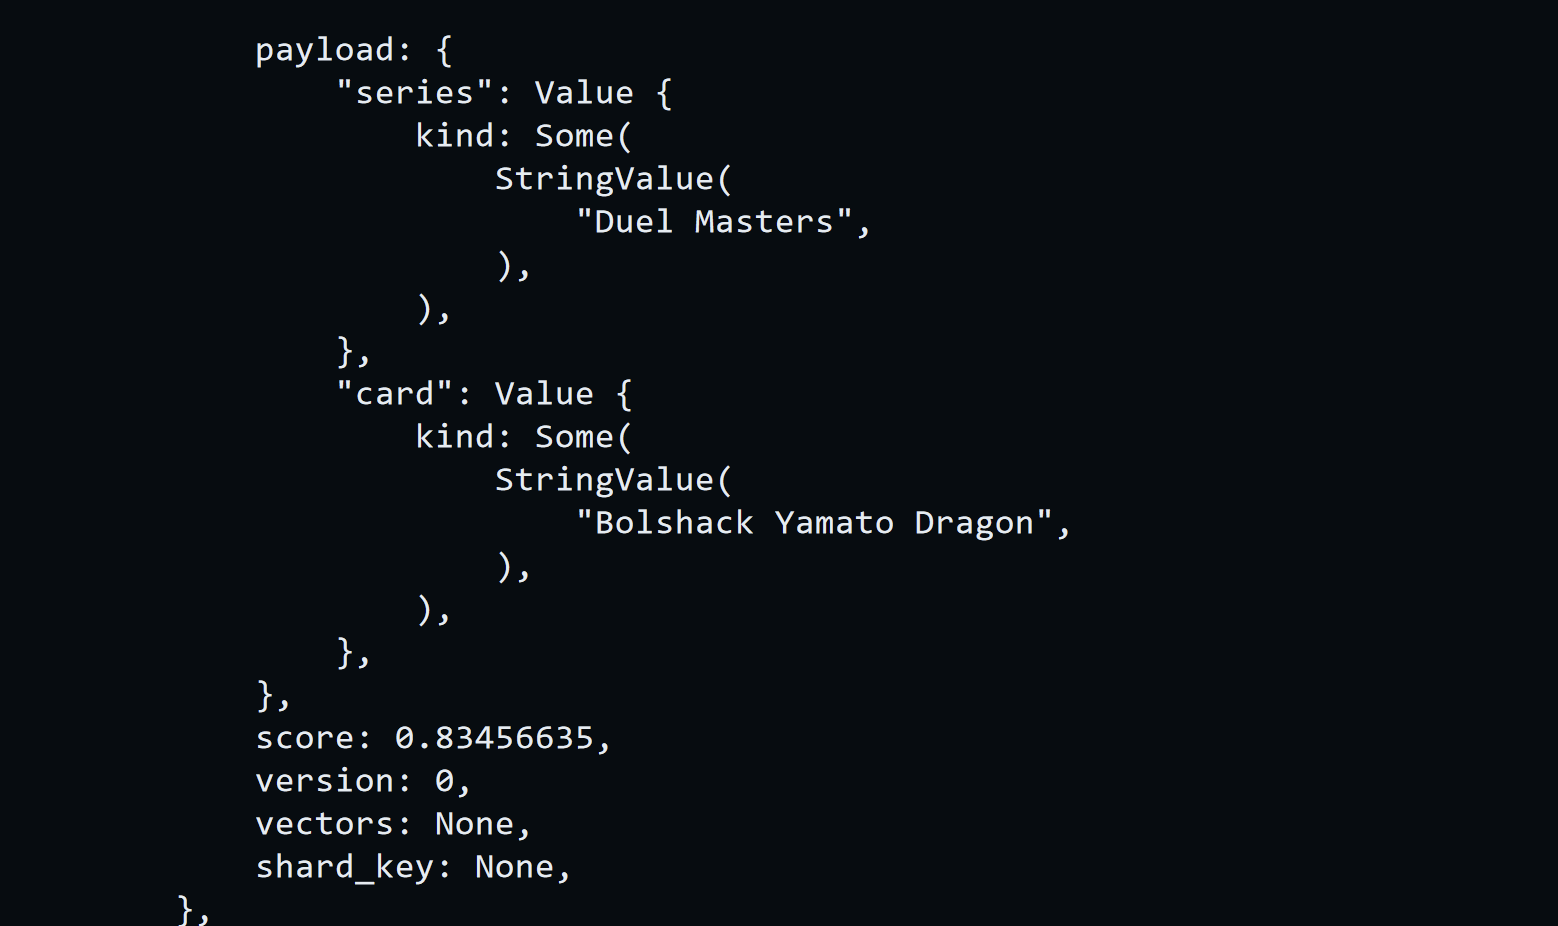 payload: {
"series": Value {
kind: Some(
StringValue(
"Duel Masters",
),
),
},
"card": Value {
kind: Some(
StringValue(
"Bolshack Yamato Dragon",
),
),
},
},
score: 0.83456635,
version: 0,
vectors: None,
shard_key: None,
},